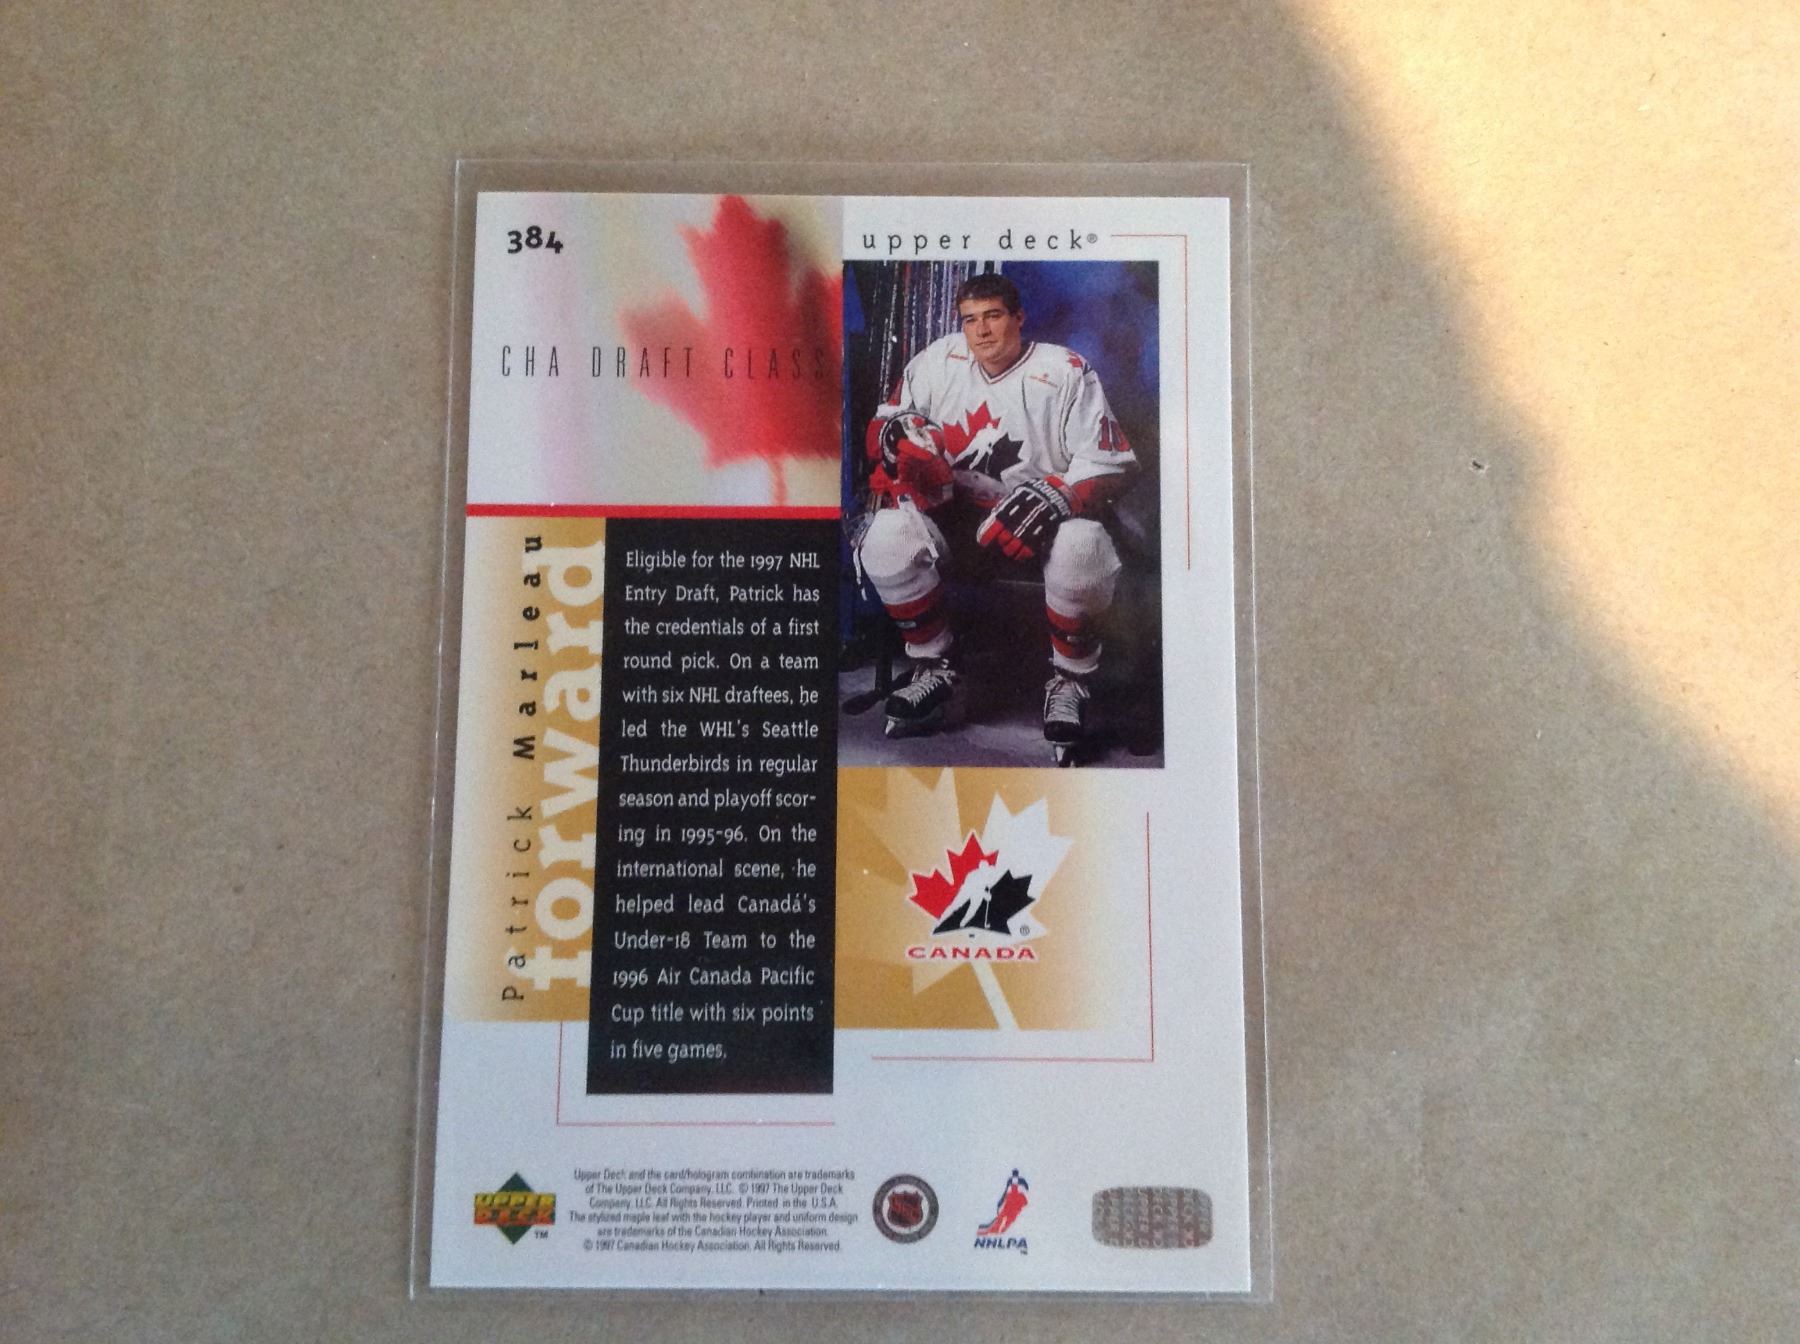 384
upper deck®
CHA DRAFT CLASS
Patrick Marleau
forward
Eligible for the 1997 NHL
Entry Draft, Patrick has
the credentials of a first
round pick. On a team
with six NHL draftees, he
led the WHL's Seattle
Thunderbirds in regular
season and playoff scor-
ing in 1995-96. On the
international scene, he
helped lead Canada's
Under-18 Team to the
1996 Air Canada Pacific
Cup title with six points
in five games.
10
Cooper
CANADA
®
UPPER
DECK
TM
Upper Deck and the card/hologram combination are trademarks
of The Upper Deck Company, LLC. © 1997 The Upper Deck
Company, LLC. All Rights Reserved. Printed in the U.S.A.
The stylized maple leaf with the hockey player and uniform design
are trademarks of the Canadian Hockey Association.
© 1997 Canadian Hockey Association. All Rights Reserved.
NHL
NHLPA